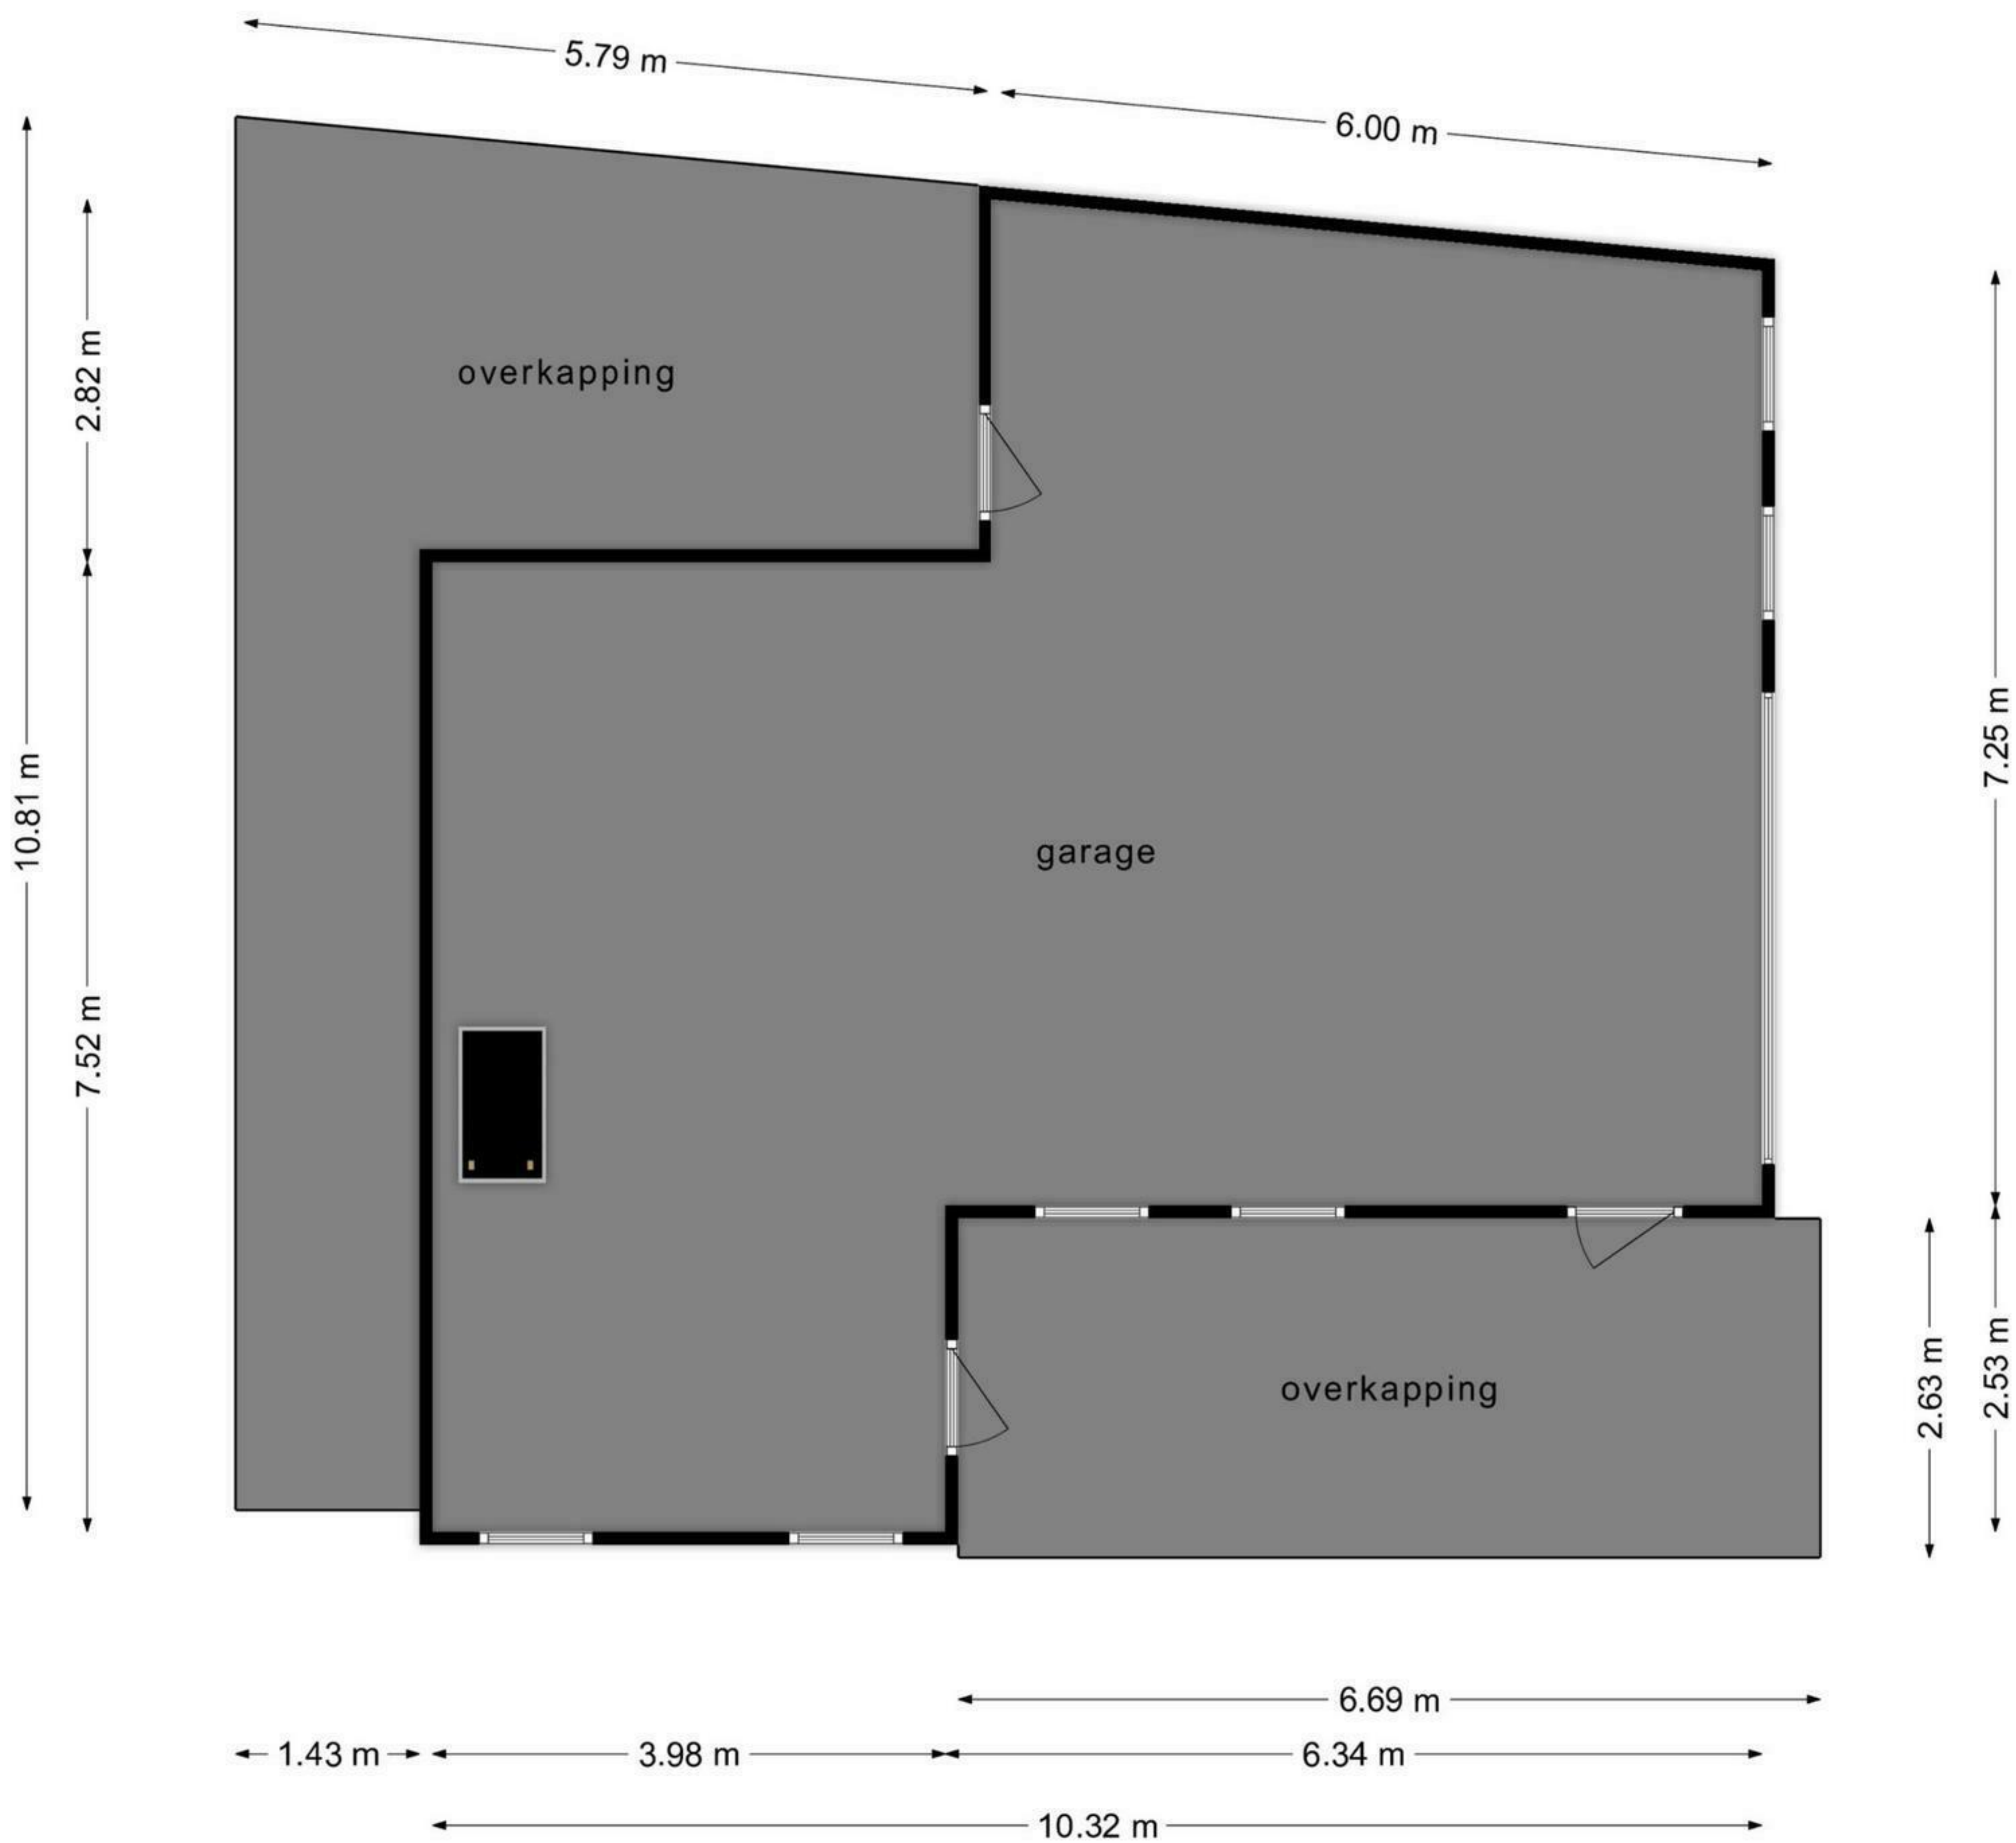 5.79 m
6.00 m
overkapping
2.82 m
7.25 m
10.81 m
garage
7.52 m
2.63 m
2.53 m
overkapping
6.69 m
1.43 m
3.98 m
6.34 m
10.32 m